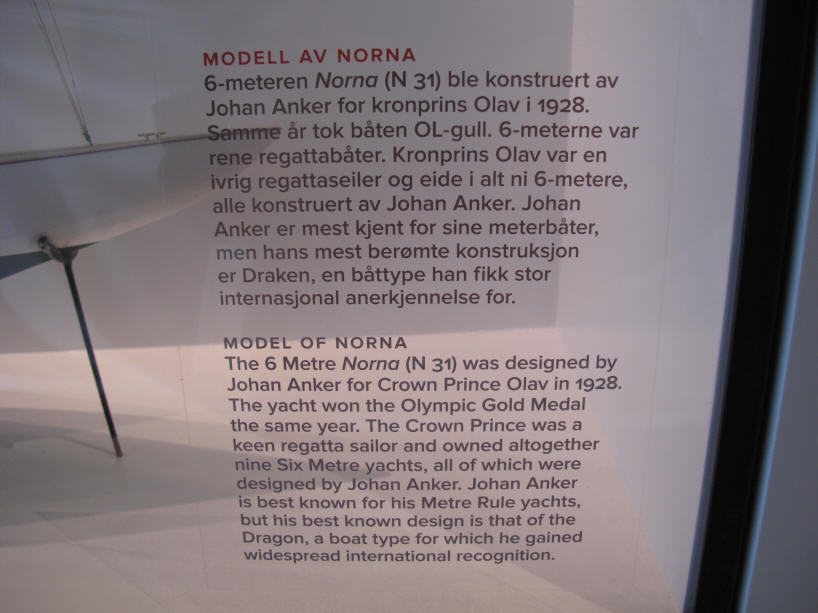 MODELL AV NORNA
6-meteren Norna (N 31) ble konstruert av
Johan Anker for kronprins Olav i 1928.
Samme år tok båten OL-gull. 6-meterne var
rene regattabåter. Kronprins Olav var en
ivrig regattaseiler og eide i alt ni 6-metere,
alle konstruert av Johan Anker. Johan
Anker er mest kjent for sine meterbåter,
men hans mest berømte konstruksjon
er Draken, en båttype han fikk stor
internasjonal anerkjennelse for.
MODEL OF NORNA
The 6 Metre Norna (N 31) was designed by
Johan Anker for Crown Prince Olav in 1928.
The yacht won the Olympic Gold Medal
the same year. The Crown Prince was a
keen regatta sailor and owned altogether
nine Six Metre yachts, all of which were
designed by Johan Anker. Johan Anker
is best known for his Metre Rule yachts,
but his best known design is that of the
Dragon, a boat type for which he gained
widespread international recognition.